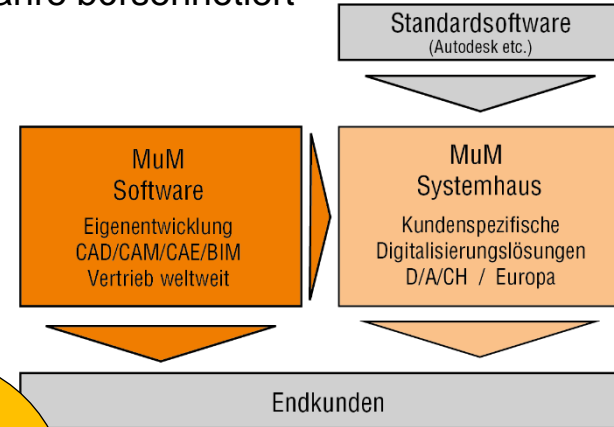 börsennotiert
Standardsoftware
(Autodesk etc.)
MuM
Software
Eigenentwicklung
CAD/CAM/CAE/BIM
Vertrieb weltweit
MuM
Systemhaus
Kundenspezifische
Digitalisierungslösungen
D/A/CH / Europa
Endkunden